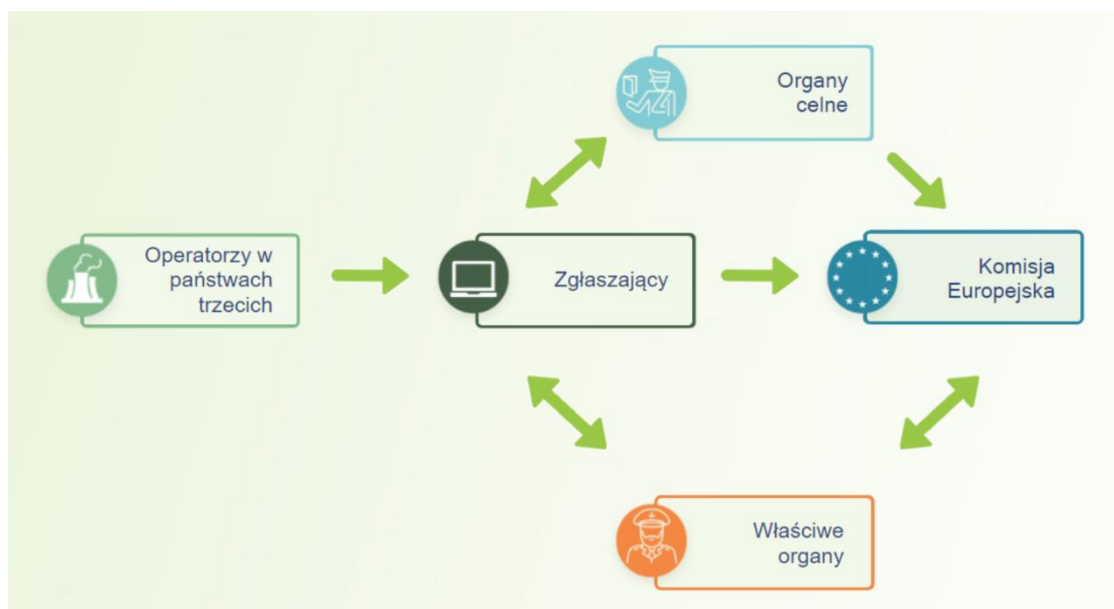 Organy
celne
Operatorzy w
państwach
trzecich
Zgłaszający
Komisja
Europejska
Właściwe
organy